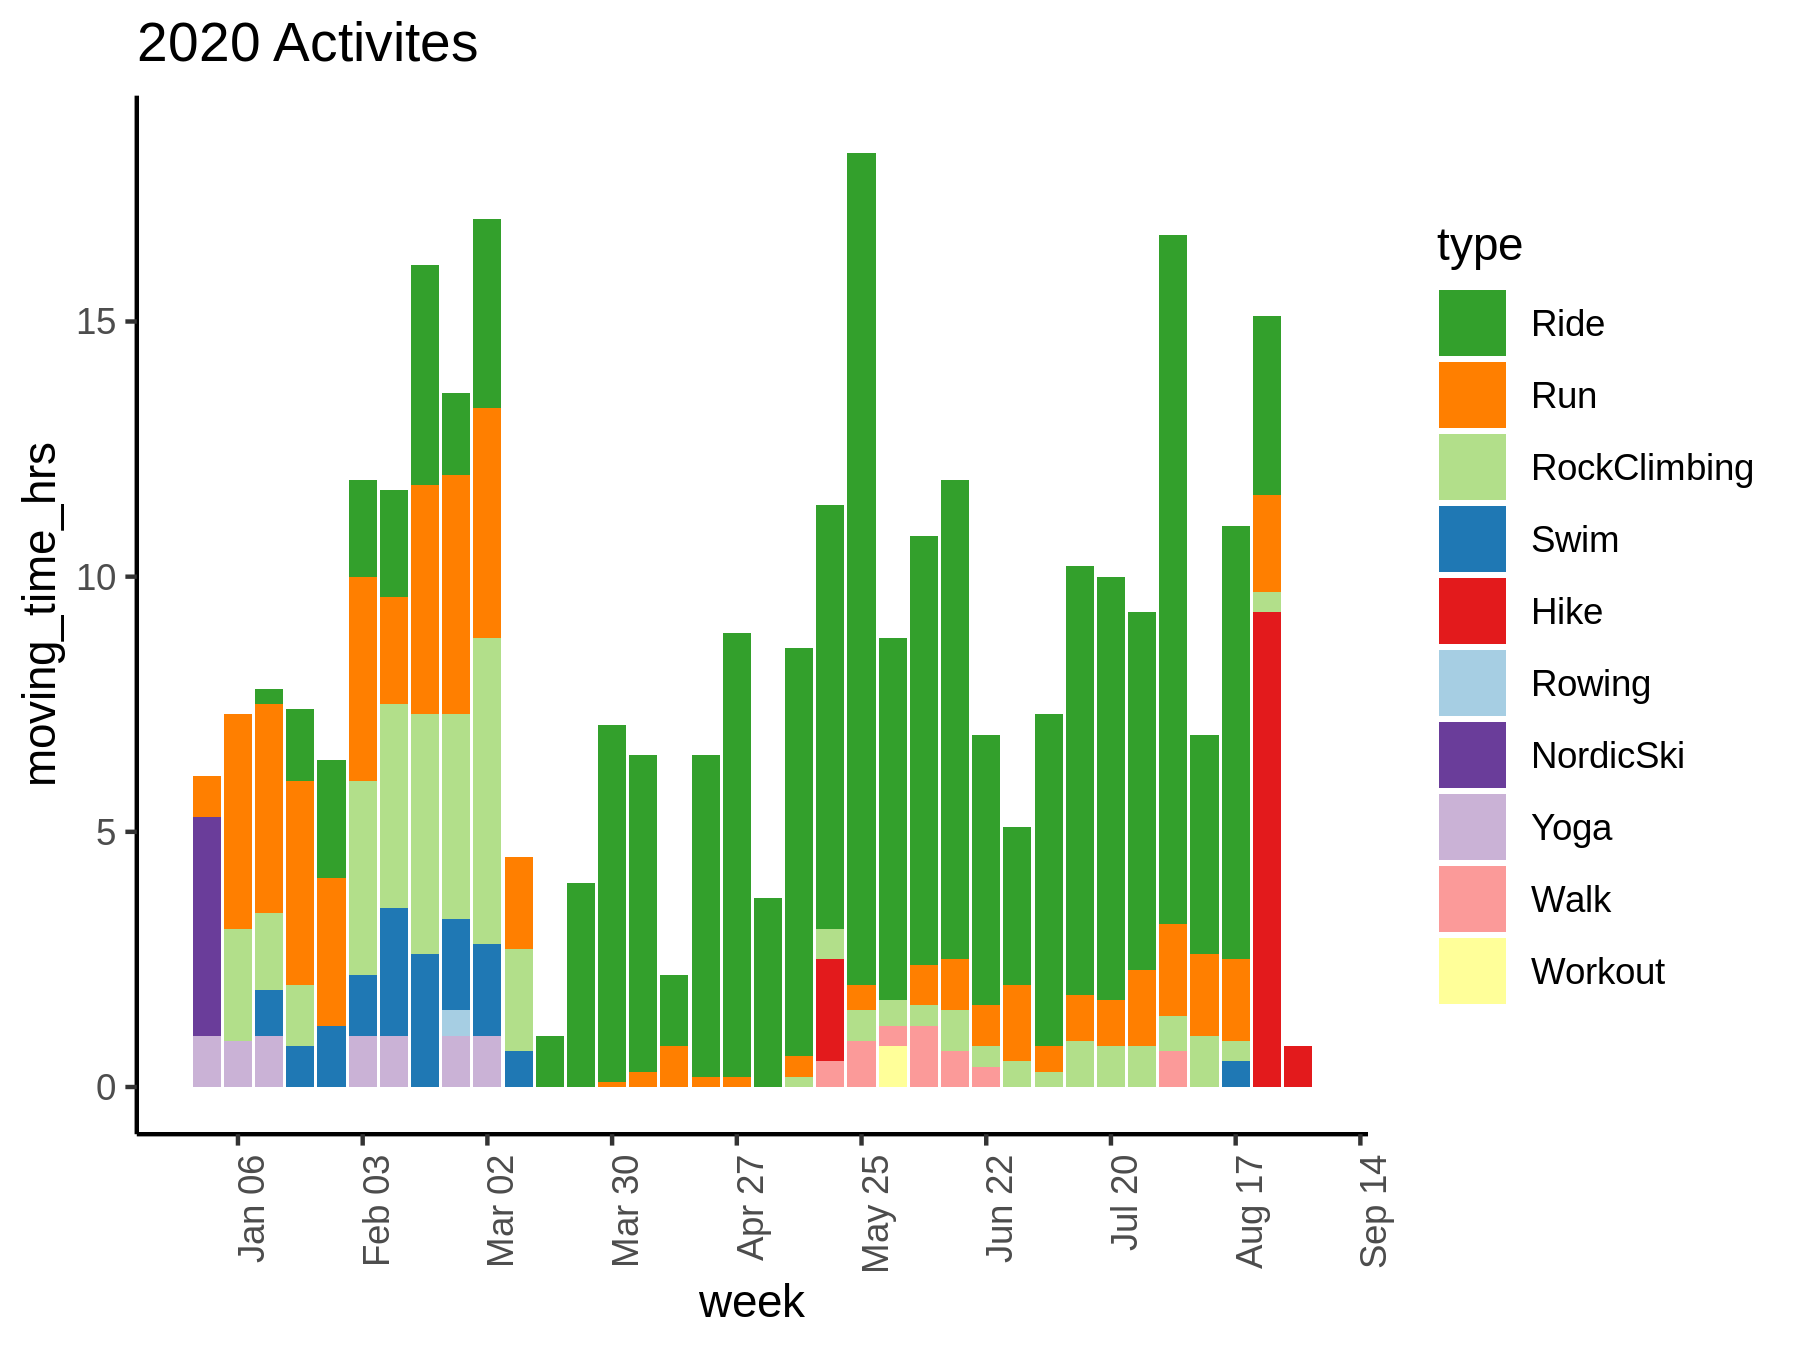 2020 Activites
moving_time_hrs
15
10
5
0
Jan 06
Feb 03
Mar 02
Mar 30
Apr 27
May 25
Jun 22
Jul 20
Aug 17
Sep 14
week
type
Ride
Run
RockClimbing
Swim
Hike
Rowing
NordicSki
Yoga
Walk
Workout